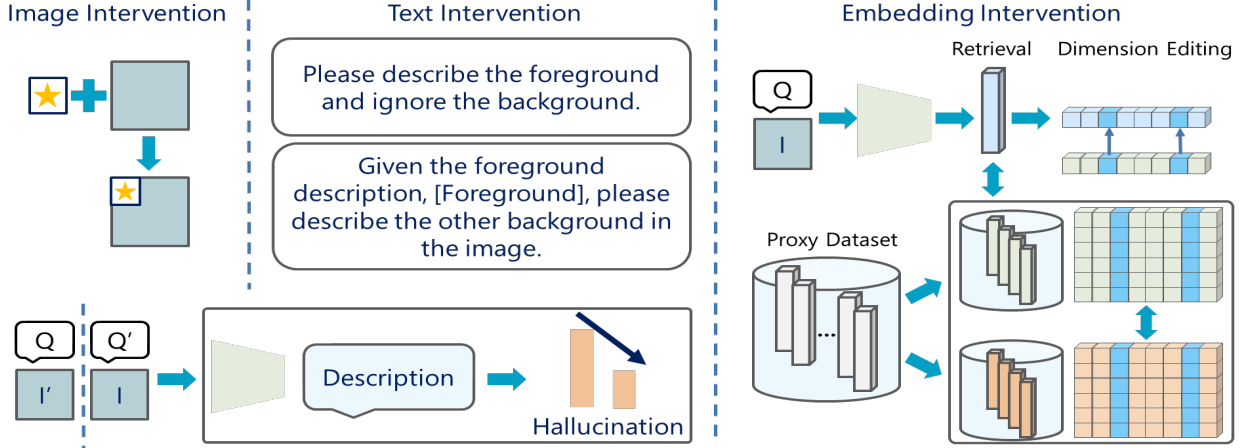 Image Intervention
Text Intervention
Please describe the foreground
and ignore the background.
Given the foreground
description, [Foreground], please
describe the other background in
the image.
Q
I'
Q'
I
Description
Hallucination
Embedding Intervention
Retrieval
Dimension Editing
Q
I
Proxy Dataset
...